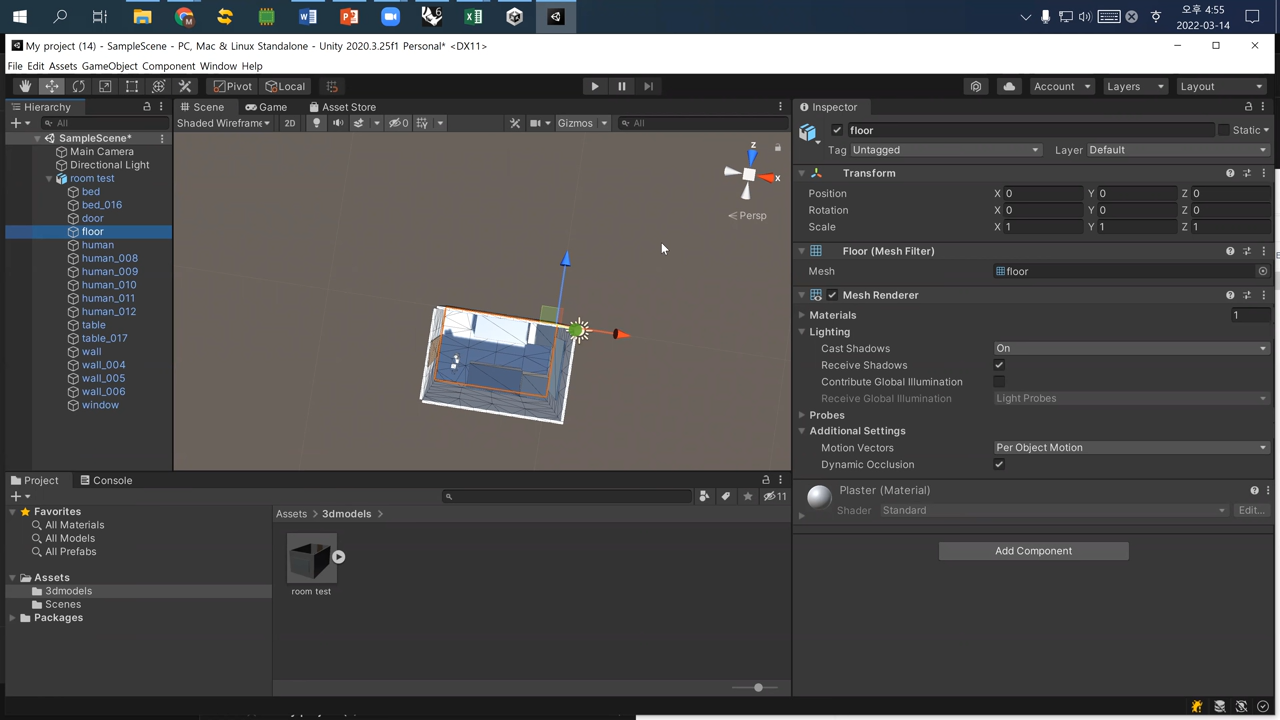 오후 4:55
2022-03-14
My project (14) - SampleScene - PC, Mac & Linux Standalone - Unity 2020.3.25f1 Personal* <DX11>
File Edit Assets GameObject Component Window Help
Pivot Local Account Layers Layout
Hierarchy
All
SampleScene*
Main Camera
Directional Light
room test
bed
bed_016
door
floor
human
human_008
human_009
human_010
human_011
human_012
table
table_017
wall
wall_004
wall_005
wall_006
window
Scene Game Asset Store
Shaded Wireframe 2D 0 Gizmos All
z
x
Persp
Inspector
floor Static
Tag Untagged Layer Default
Transform
Position X 0 Y 0 Z 0
Rotation X 0 Y 0 Z 0
Scale X 1 Y 1 Z 1
Floor (Mesh Filter)
Mesh floor
Mesh Renderer
Materials 1
Lighting
Cast Shadows On
Receive Shadows
Contribute Global Illumination
Receive Global Illumination Light Probes
Probes
Additional Settings
Motion Vectors Per Object Motion
Dynamic Occlusion
Plaster (Material)
Shader Standard Edit...
Add Component
Project Console
11
Favorites
All Materials
All Models
All Prefabs
Assets
3dmodels
Scenes
Packages
Assets > 3dmodels >
room test